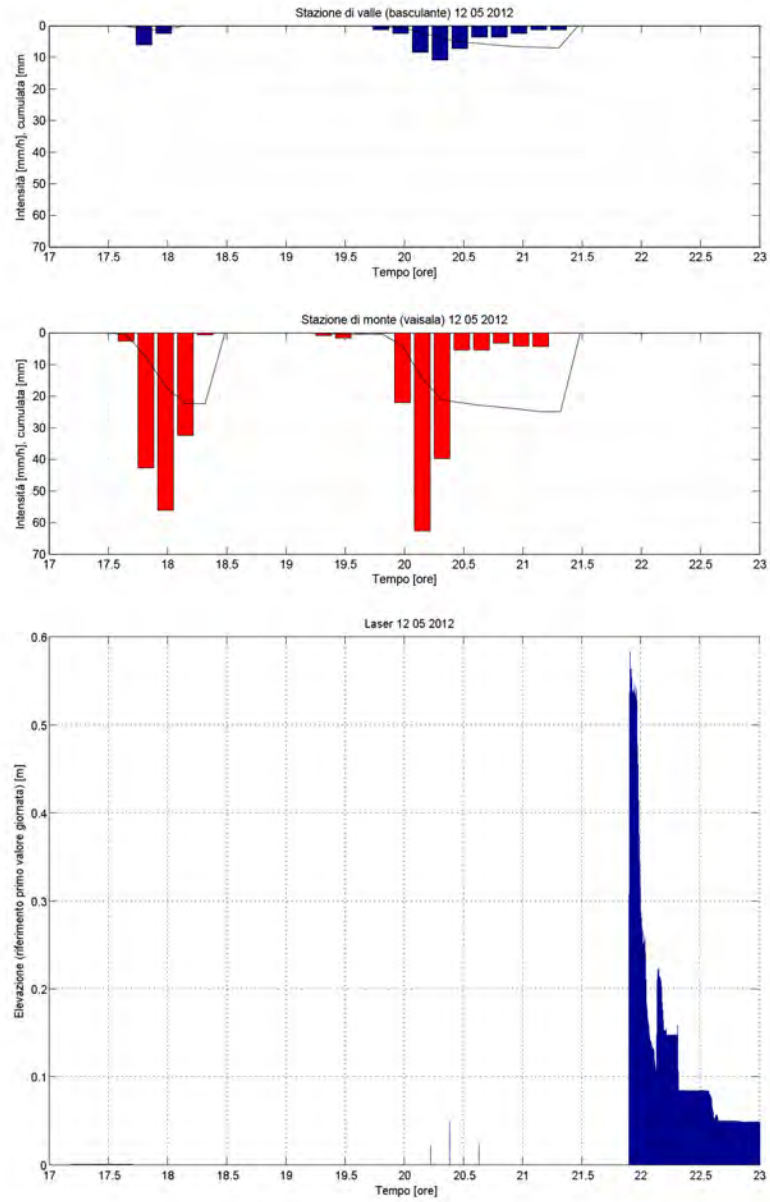 Stazione di valle (basculante) 12 05 2012
Intensità [mm/h], cumulata [mm
0
10
20
30
40
50
60
70
17 17.5 18 18.5 19 19.5 20 20.5 21 21.5 22 22.5 23
Tempo [ore]
Stazione di monte (vaisala) 12 05 2012
Intensità [mm/h], cumulata [mm]
0
10
20
30
40
50
60
70
17 17.5 18 18.5 19 19.5 20 20.5 21 21.5 22 22.5 23
Tempo [ore]
Laser 12 05 2012
Elevazione (riferimento primo valore giornata) [m]
0.6
0.5
0.4
0.3
0.2
0.1
0
17 17.5 18 18.5 19 19.5 20 20.5 21 21.5 22 22.5 23
Tempo [ore]